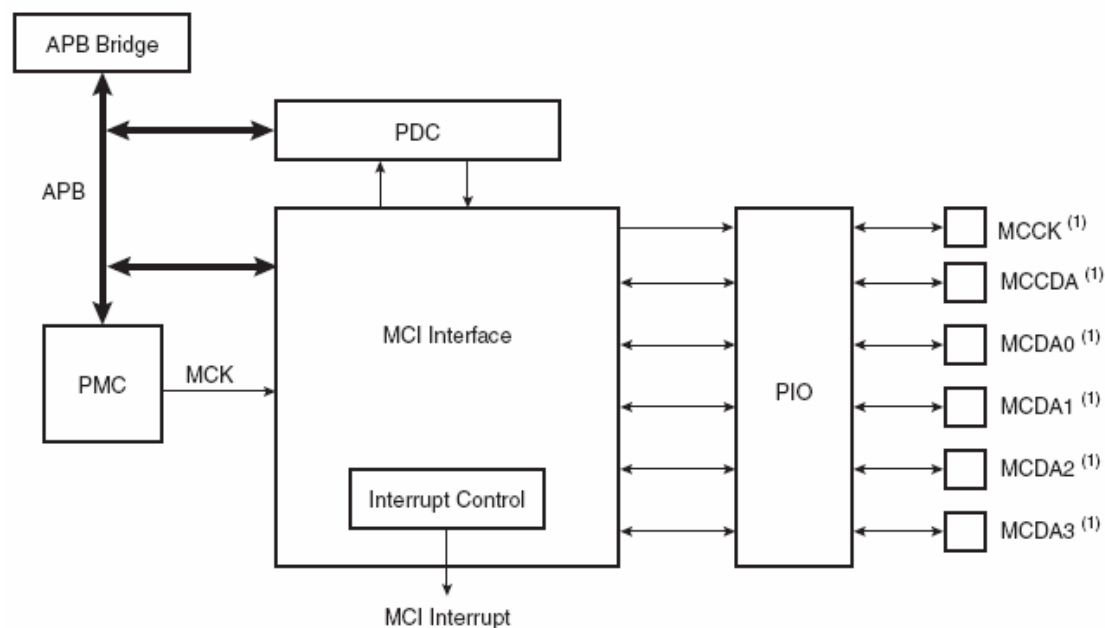 APB Bridge
PDC
APB
MCCK (1)
MCCDA (1)
MCI Interface
MCDA0 (1)
PMC
MCK
PIO
MCDA1 (1)
MCDA2 (1)
Interrupt Control
MCDA3 (1)
MCI Interrupt